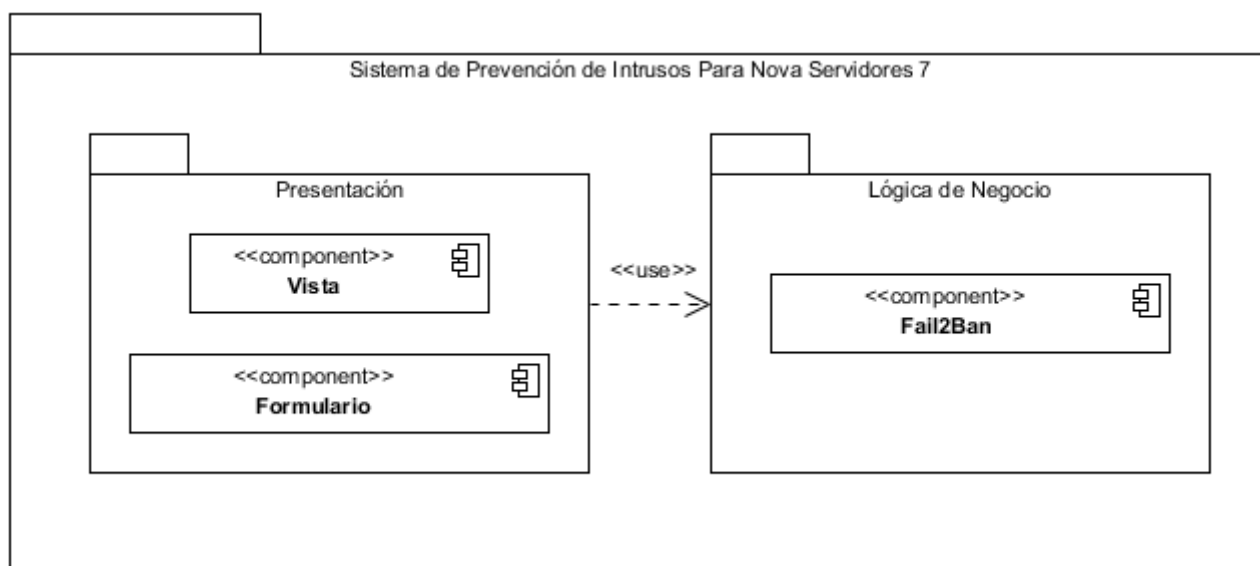 Sistema de Prevención de Intrusos Para Nova Servidores 7
Presentación
<<component>>
Vista
<<component>>
Formulario
<<use>>
Lógica de Negocio
<<component>>
Fail2Ban